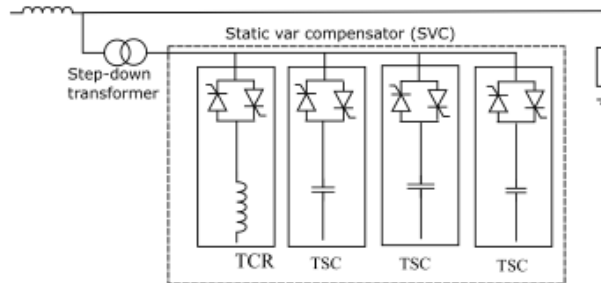 Static var compensator (SVC)
Step-down
transformer
TCR
TSC
TSC
TSC